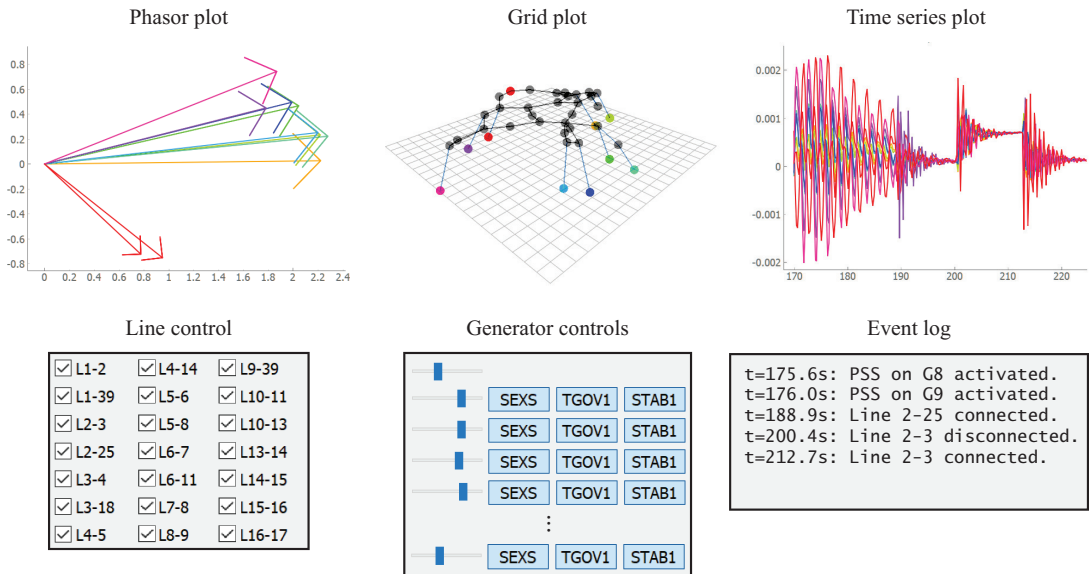 Phasor plot
Grid plot
Time series plot
0.8
0.6
0.4
0.2
0
-0.2
-0.4
-0.6
-0.8
0 0.2 0.4 0.6 0.8 1.0 1.2 1.4 1.6 1.8 2.0 2.2 2.4
0.002
0.001
0
-0.001
-0.002
170 180 190 200 210 220
Line control
L1-2 L4-14 L9-39
L1-39 L5-6 L10-11
L2-3 L5-8 L10-13
L2-25 L6-7 L13-14
L3-4 L6-11 L14-15
L3-18 L7-8 L15-16
L4-5 L8-9 L16-17
Generator controls
SEXS TGOV1 STAB1
SEXS TGOV1 STAB1
SEXS TGOV1 STAB1
SEXS TGOV1 STAB1
⋮
SEXS TGOV1 STAB1
Event log
t=175.6s: PSS on G8 activated.
t=176.0s: PSS on G9 activated.
t=188.9s: Line 2-25 connected.
t=200.4s: Line 2-3 disconnected.
t=212.7s: Line 2-3 connected.